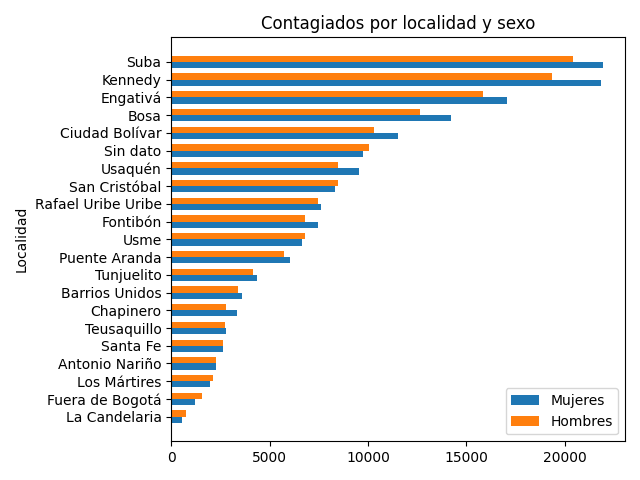 Contagiados por localidad y sexo
Localidad
Suba
Kennedy
Engativá
Bosa
Ciudad Bolívar
Sin dato
Usaquén
San Cristóbal
Rafael Uribe Uribe
Fontibón
Usme
Puente Aranda
Tunjuelito
Barrios Unidos
Chapinero
Teusaquillo
Santa Fe
Antonio Nariño
Los Mártires
Fuera de Bogotá
La Candelaria
Mujeres
Hombres
0 5000 10000 15000 20000